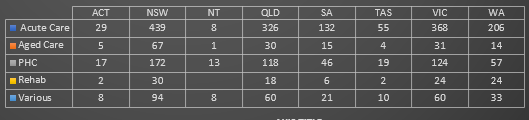 ACT NSW NT QLD SA TAS VIC WA
Acute Care 29 439 8 326 132 55 368 206
Aged Care 5 67 1 30 15 4 31 14
PHC 17 172 13 118 46 19 124 57
Rehab 2 30 18 6 2 24 24
Various 8 94 8 60 21 10 60 33